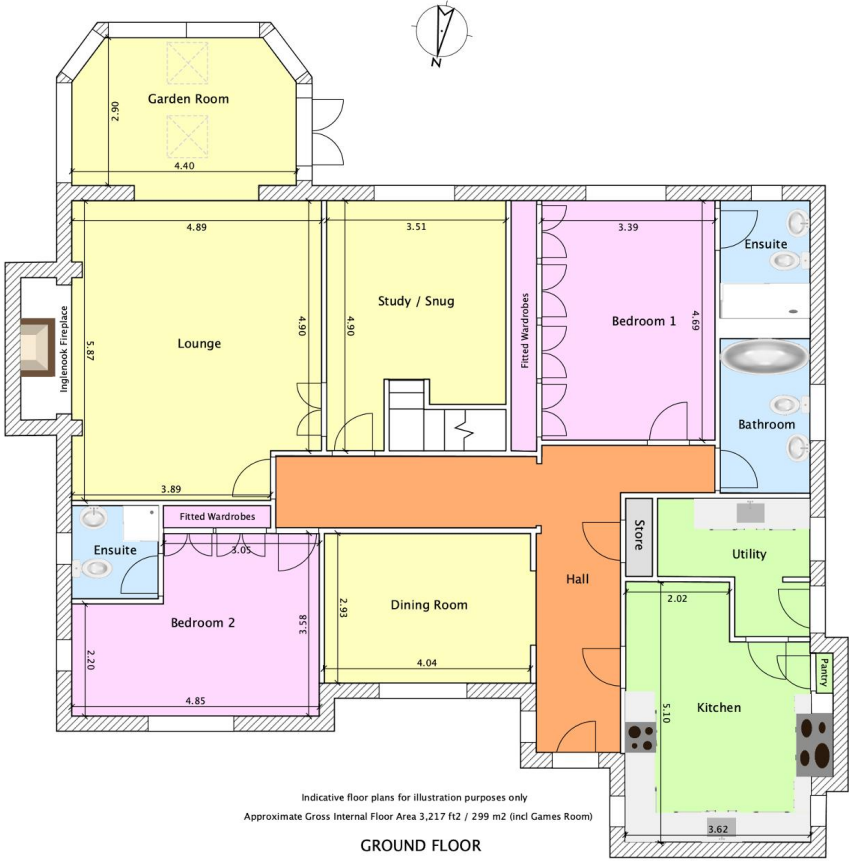 N
Garden Room
2.90
4.40
4.89
3.51
3.39
Ensuite
Fitted Wardrobes
Study / Snug
4.90
4.90
Bedroom 1
4.69
Inglenook Fireplace
5.87
Lounge
Bathroom
3.89
Fitted Wardrobes
Ensuite
3.05
Store
Utility
Hall
2.93
Dining Room
3.58
Bedroom 2
2.02
4.04
2.20
4.85
Pantry
Kitchen
5.10
3.62
Indicative floor plans for illustration purposes only
Approximate Gross Internal Floor Area 3,217 ft2 / 299 m2 (incl Games Room)
GROUND FLOOR